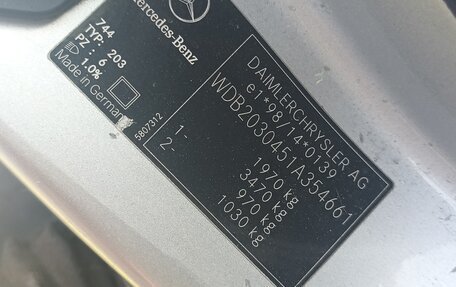 Mercedes-Benz
DAIMLERCHRYSLER AG
e1*98/14*0139*
WDB2030451A354661
1970 kg
3470 kg
1- 970 kg
2- 1030 kg
744
TYP: 203
PZ : 6
1.0%
Made in Germany
5807312